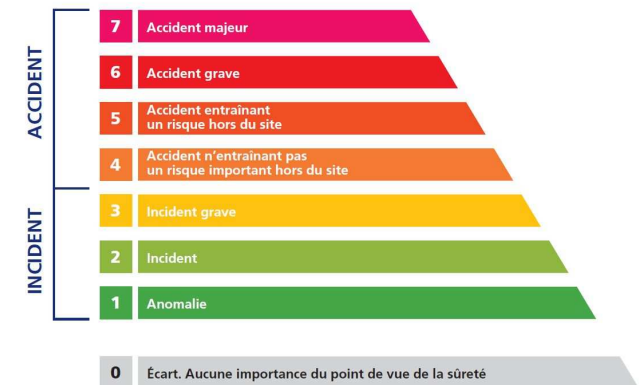 ACCIDENT
7 Accident majeur
6 Accident grave
5 Accident entraînant
un risque hors du site
4 Accident n'entraînant pas
un risque important hors du site
INCIDENT
3 Incident grave
2 Incident
1 Anomalie
0 Écart. Aucune importance du point de vue de la sûreté